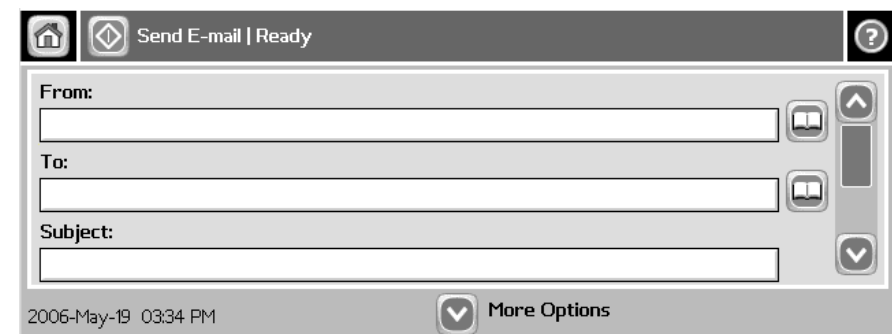 Send E-mail | Ready
?
From:
To:
Subject:
2006-May-19 03:34 PM
More Options